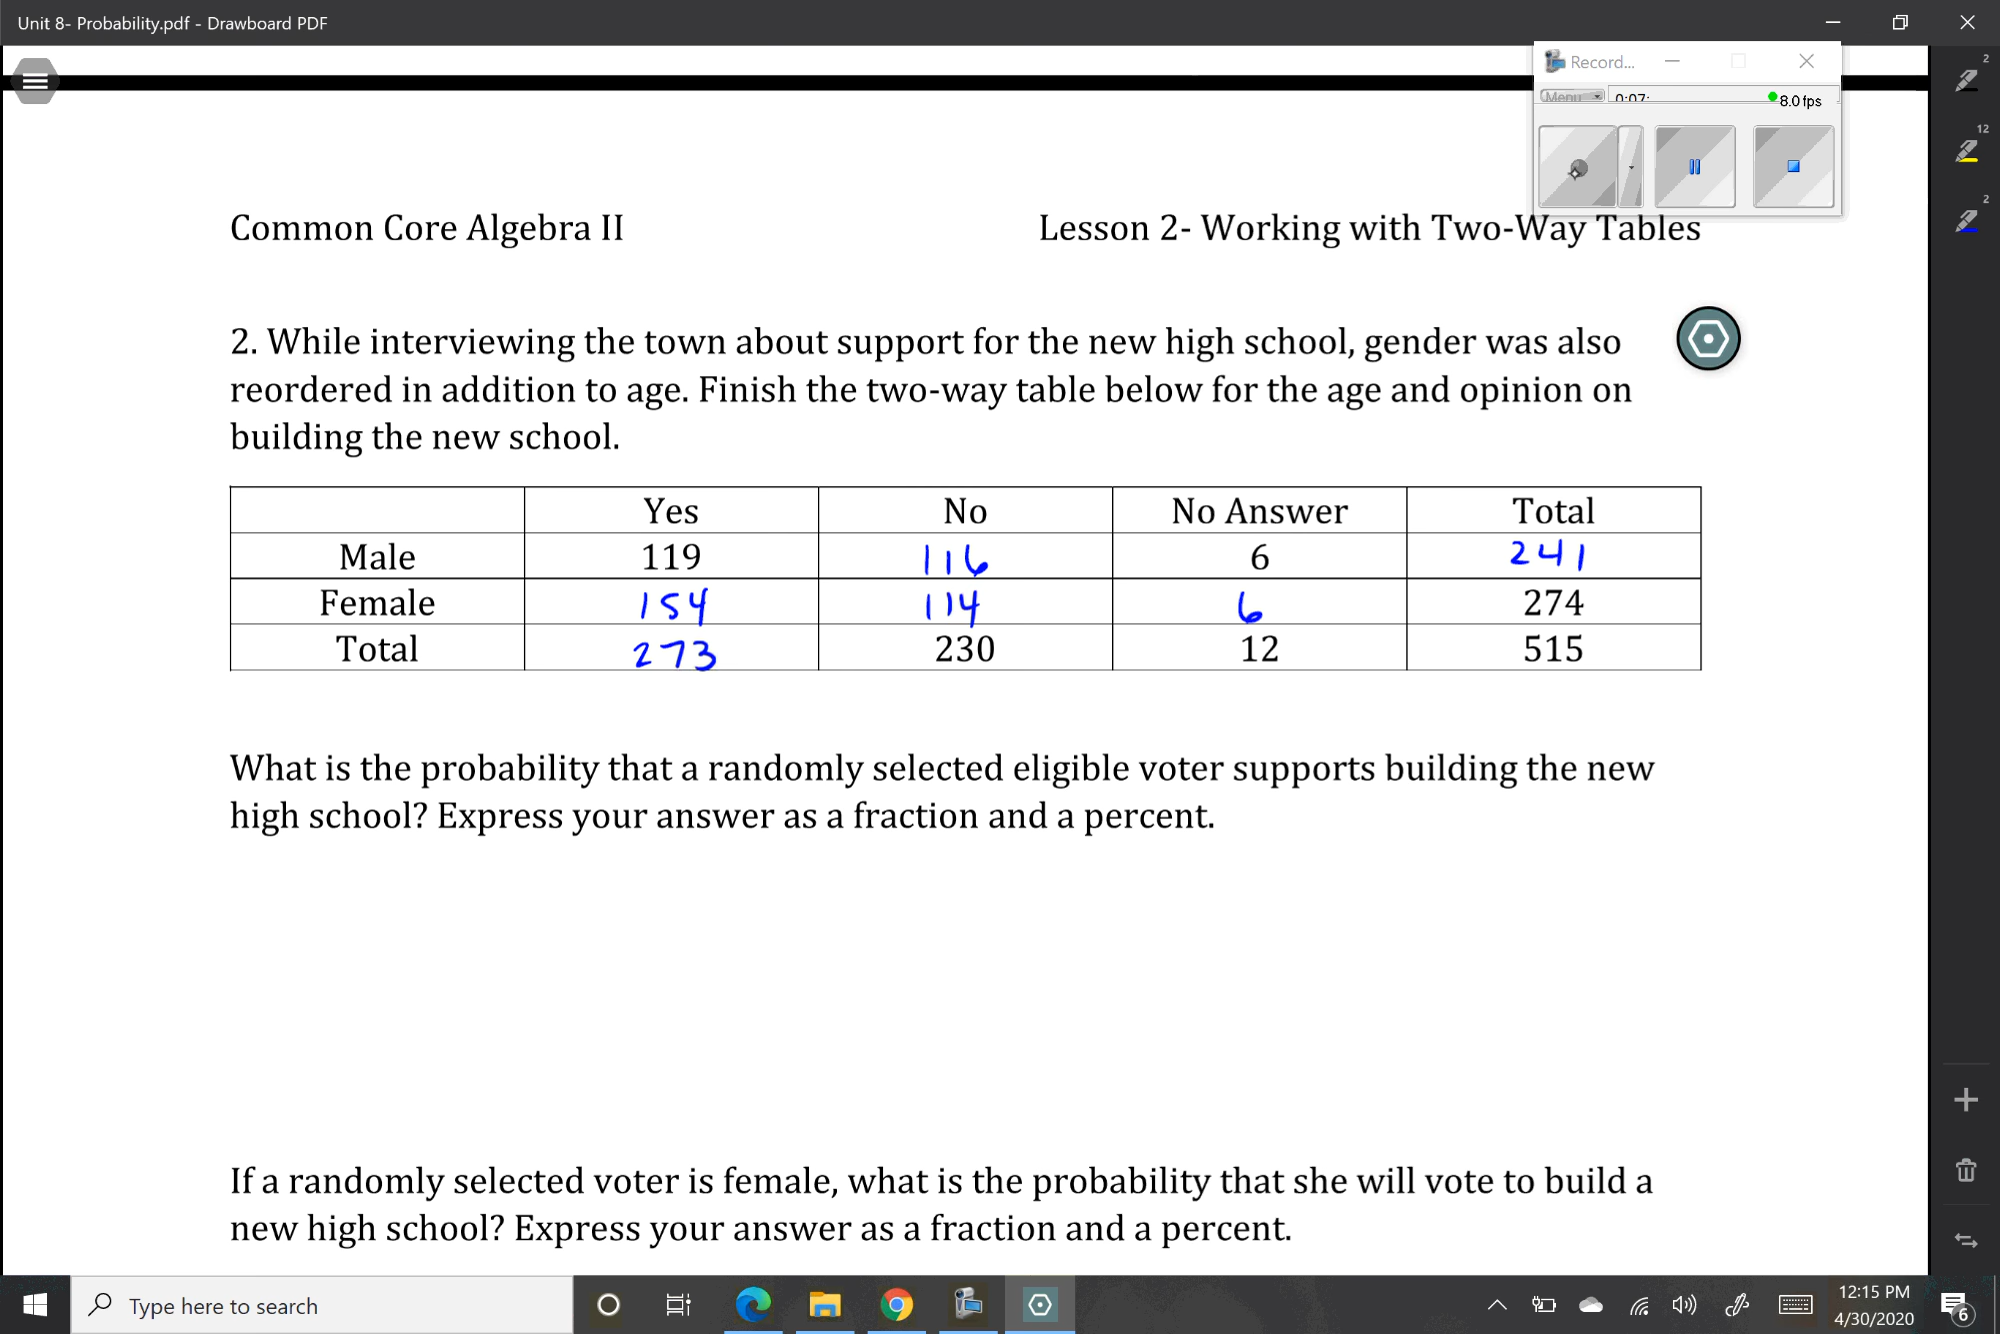 Unit 8- Probability.pdf - Drawboard PDF
Record...
Menu
0:07:
8.0 fps
2
12
2
Common Core Algebra II Lesson 2- Working with Two-Way Tables
2. While interviewing the town about support for the new high school, gender was also
reordered in addition to age. Finish the two-way table below for the age and opinion on
building the new school.
Yes No No Answer Total
Male 119 116 6 241
Female 154 114 6 274
Total 273 230 12 515
What is the probability that a randomly selected eligible voter supports building the new
high school? Express your answer as a fraction and a percent.
If a randomly selected voter is female, what is the probability that she will vote to build a
new high school? Express your answer as a fraction and a percent.
Type here to search
12:15 PM
4/30/2020
6